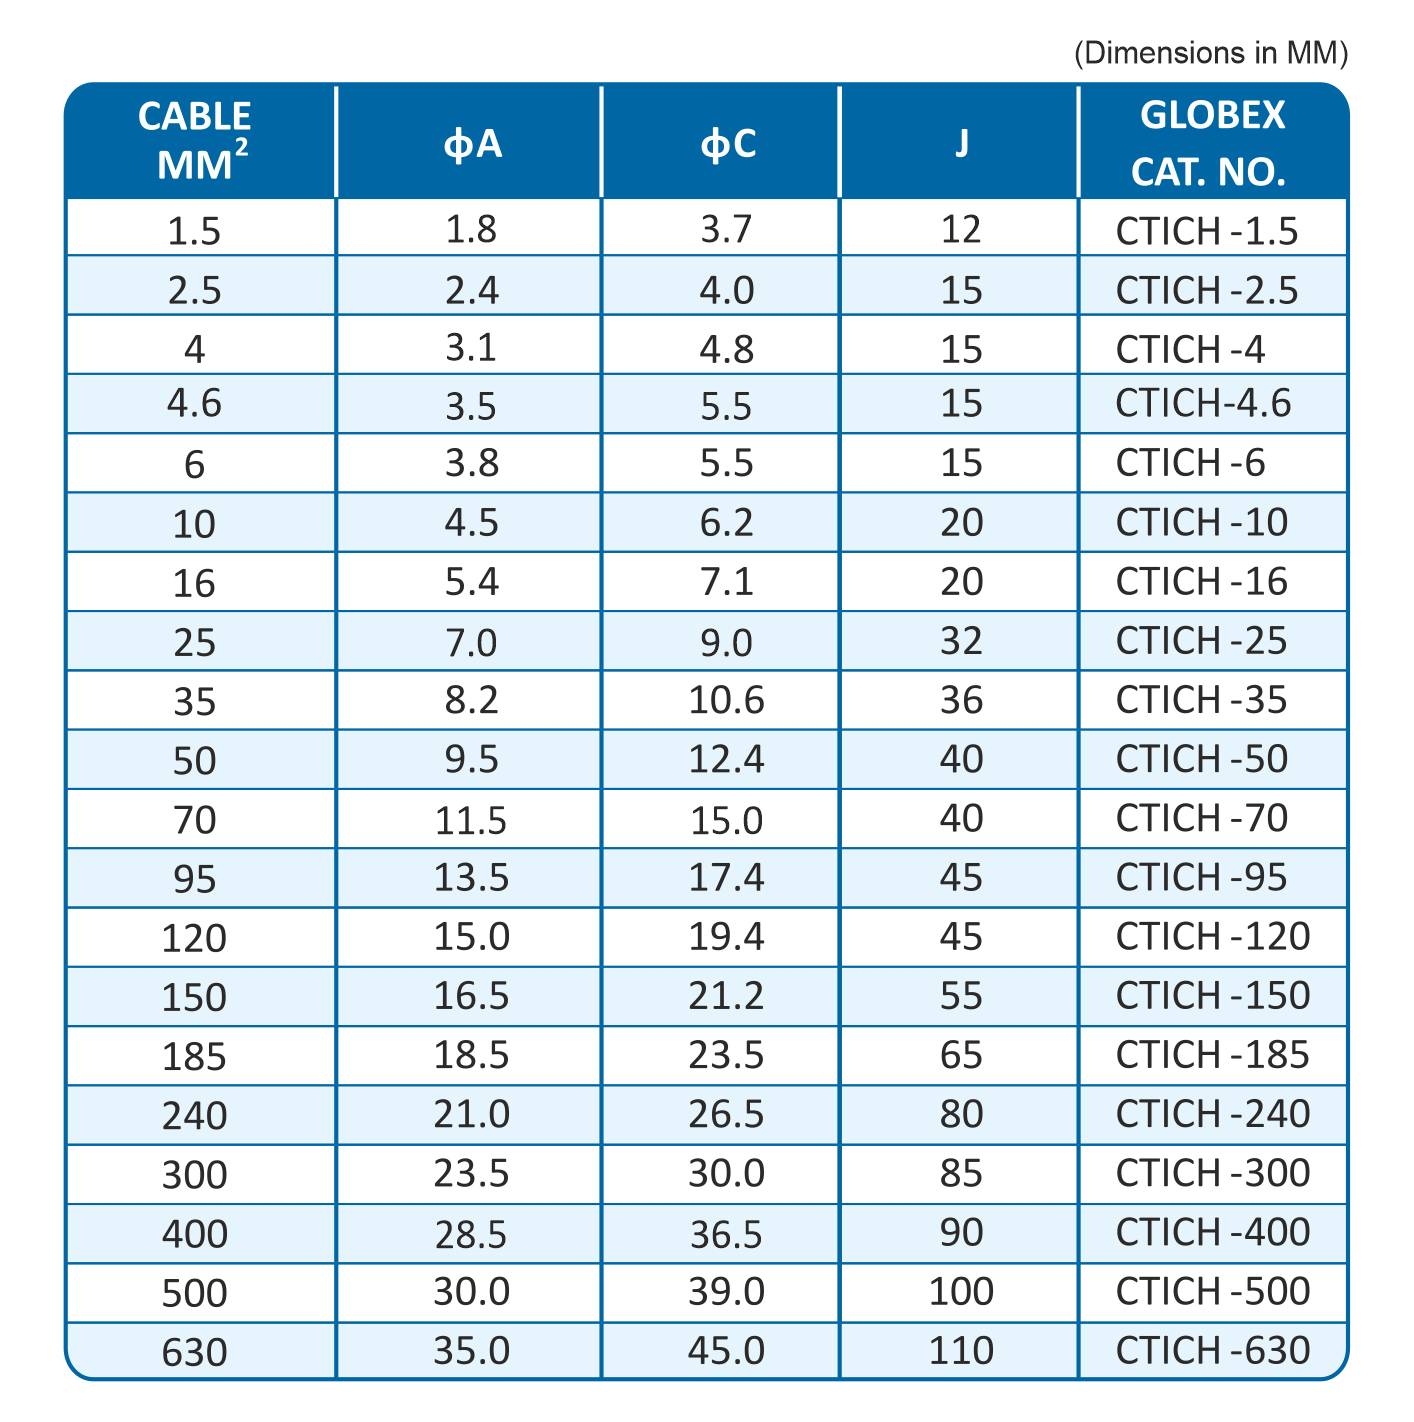 (Dimensions in MM)
CABLE MM² ϕA ϕC J GLOBEX CAT. NO.
1.5 1.8 3.7 12 CTICH -1.5
2.5 2.4 4.0 15 CTICH -2.5
4 3.1 4.8 15 CTICH -4
4.6 3.5 5.5 15 CTICH-4.6
6 3.8 5.5 15 CTICH -6
10 4.5 6.2 20 CTICH -10
16 5.4 7.1 20 CTICH -16
25 7.0 9.0 32 CTICH -25
35 8.2 10.6 36 CTICH -35
50 9.5 12.4 40 CTICH -50
70 11.5 15.0 40 CTICH -70
95 13.5 17.4 45 CTICH -95
120 15.0 19.4 45 CTICH -120
150 16.5 21.2 55 CTICH -150
185 18.5 23.5 65 CTICH -185
240 21.0 26.5 80 CTICH -240
300 23.5 30.0 85 CTICH -300
400 28.5 36.5 90 CTICH -400
500 30.0 39.0 100 CTICH -500
630 35.0 45.0 110 CTICH -630